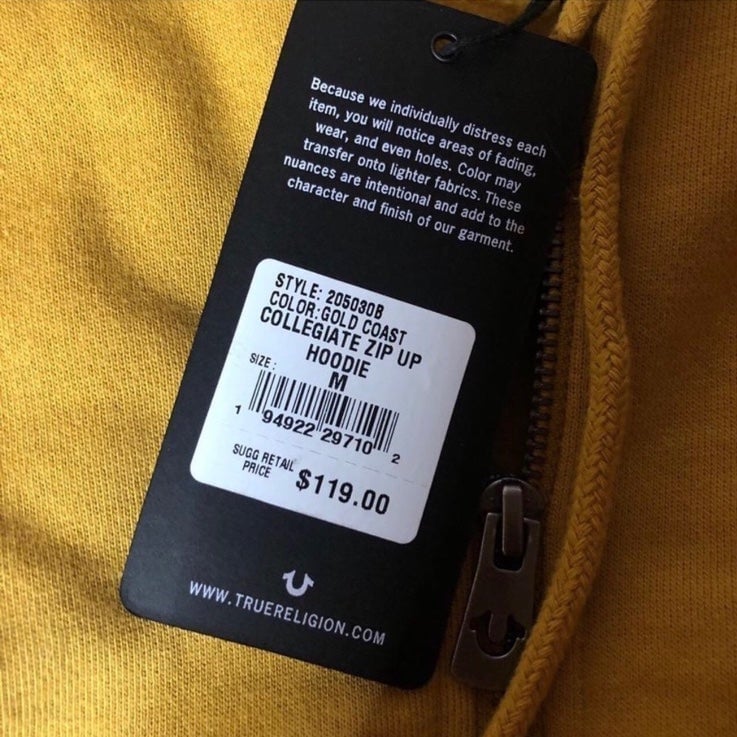 Because we individually distress each
item, you will notice areas of fading,
wear, and even holes. Color may
transfer onto lighter fabrics. These
nuances are intentional and add to the
character and finish of our garment.
STYLE: 205030B
COLOR:GOLD COAST
COLLEGIATE ZIP UP
HOODIE
SIZE: M
1 94922 29710 2
SUGG RETAIL
PRICE $119.00
WWW.TRUERELIGION.COM